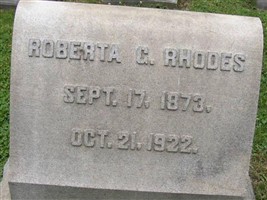 ROBERTA G. RHODES
SEPT. 17. 1873.
OCT. 21. 1922.